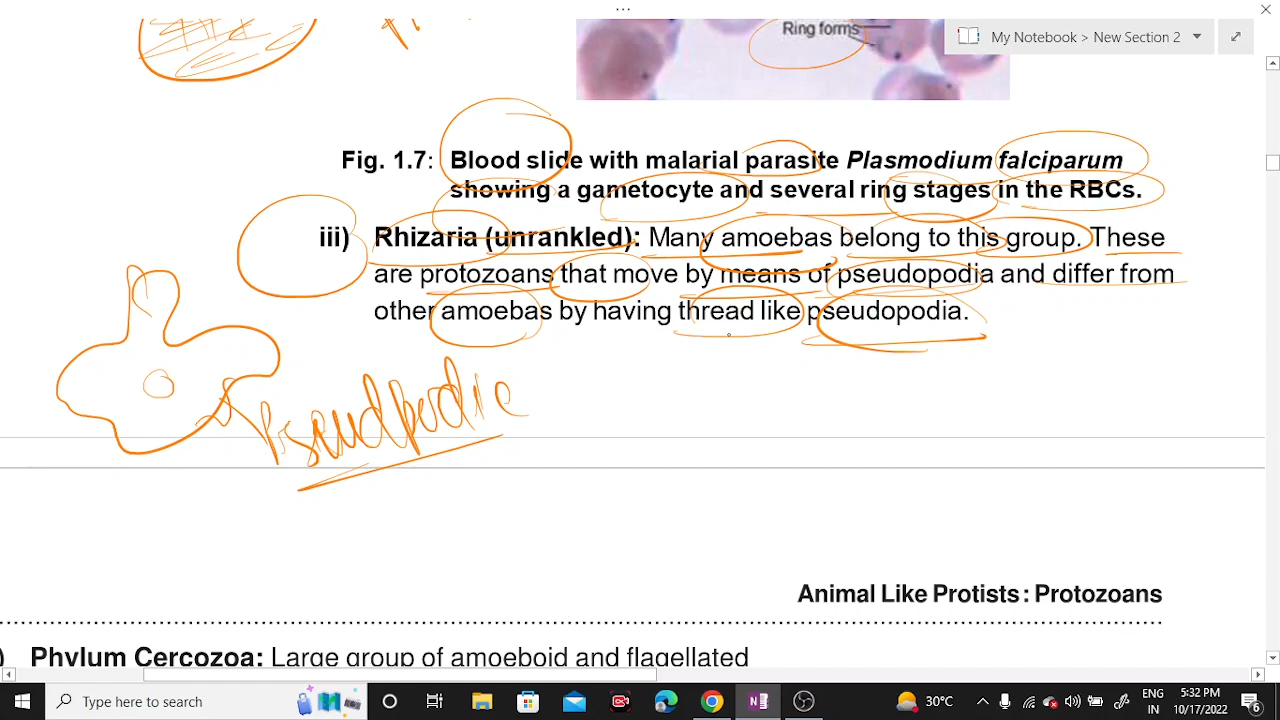 ...
Ring forms
My Notebook > New Section 2
Fig. 1.7: Blood slide with malarial parasite Plasmodium falciparum
showing a gametocyte and several ring stages in the RBCs.
iii) Rhizaria (unrankled): Many amoebas belong to this group. These
are protozoans that move by means of pseudopodia and differ from
other amoebas by having thread like pseudopodia.
Pseudpodia
Animal Like Protists : Protozoans
) Phylum Cercozoa: Large group of amoeboid and flagellated
Type here to search
30°C
ENG
IN
5:32 PM
10/17/2022
6